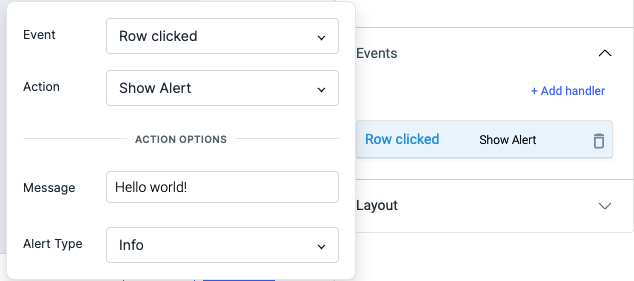 Event
Row clicked
Action
Show Alert
ACTION OPTIONS
Message
Hello world!
Alert Type
Info
Events
+ Add handler
Row clicked
Show Alert
Layout